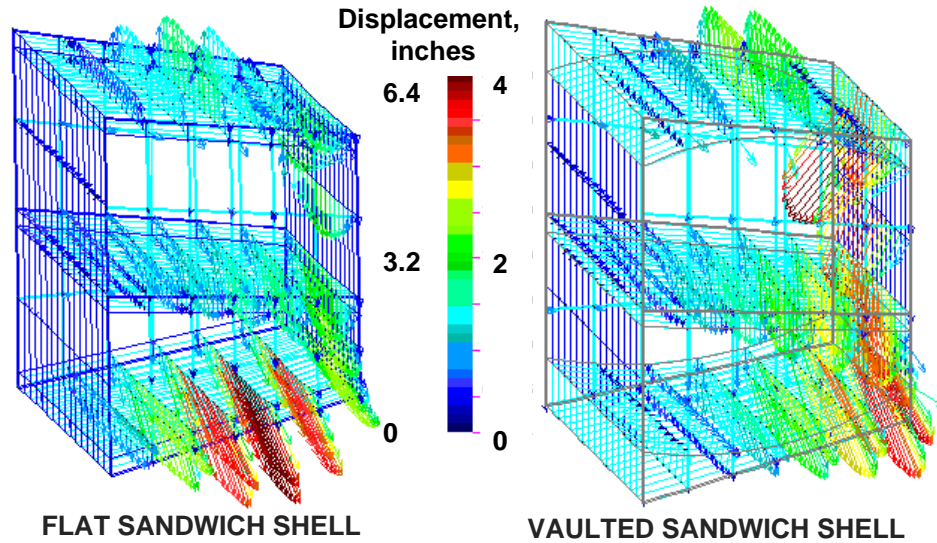 Displacement,
inches
6.4
4
3.2
2
0
0
FLAT SANDWICH SHELL
VAULTED SANDWICH SHELL